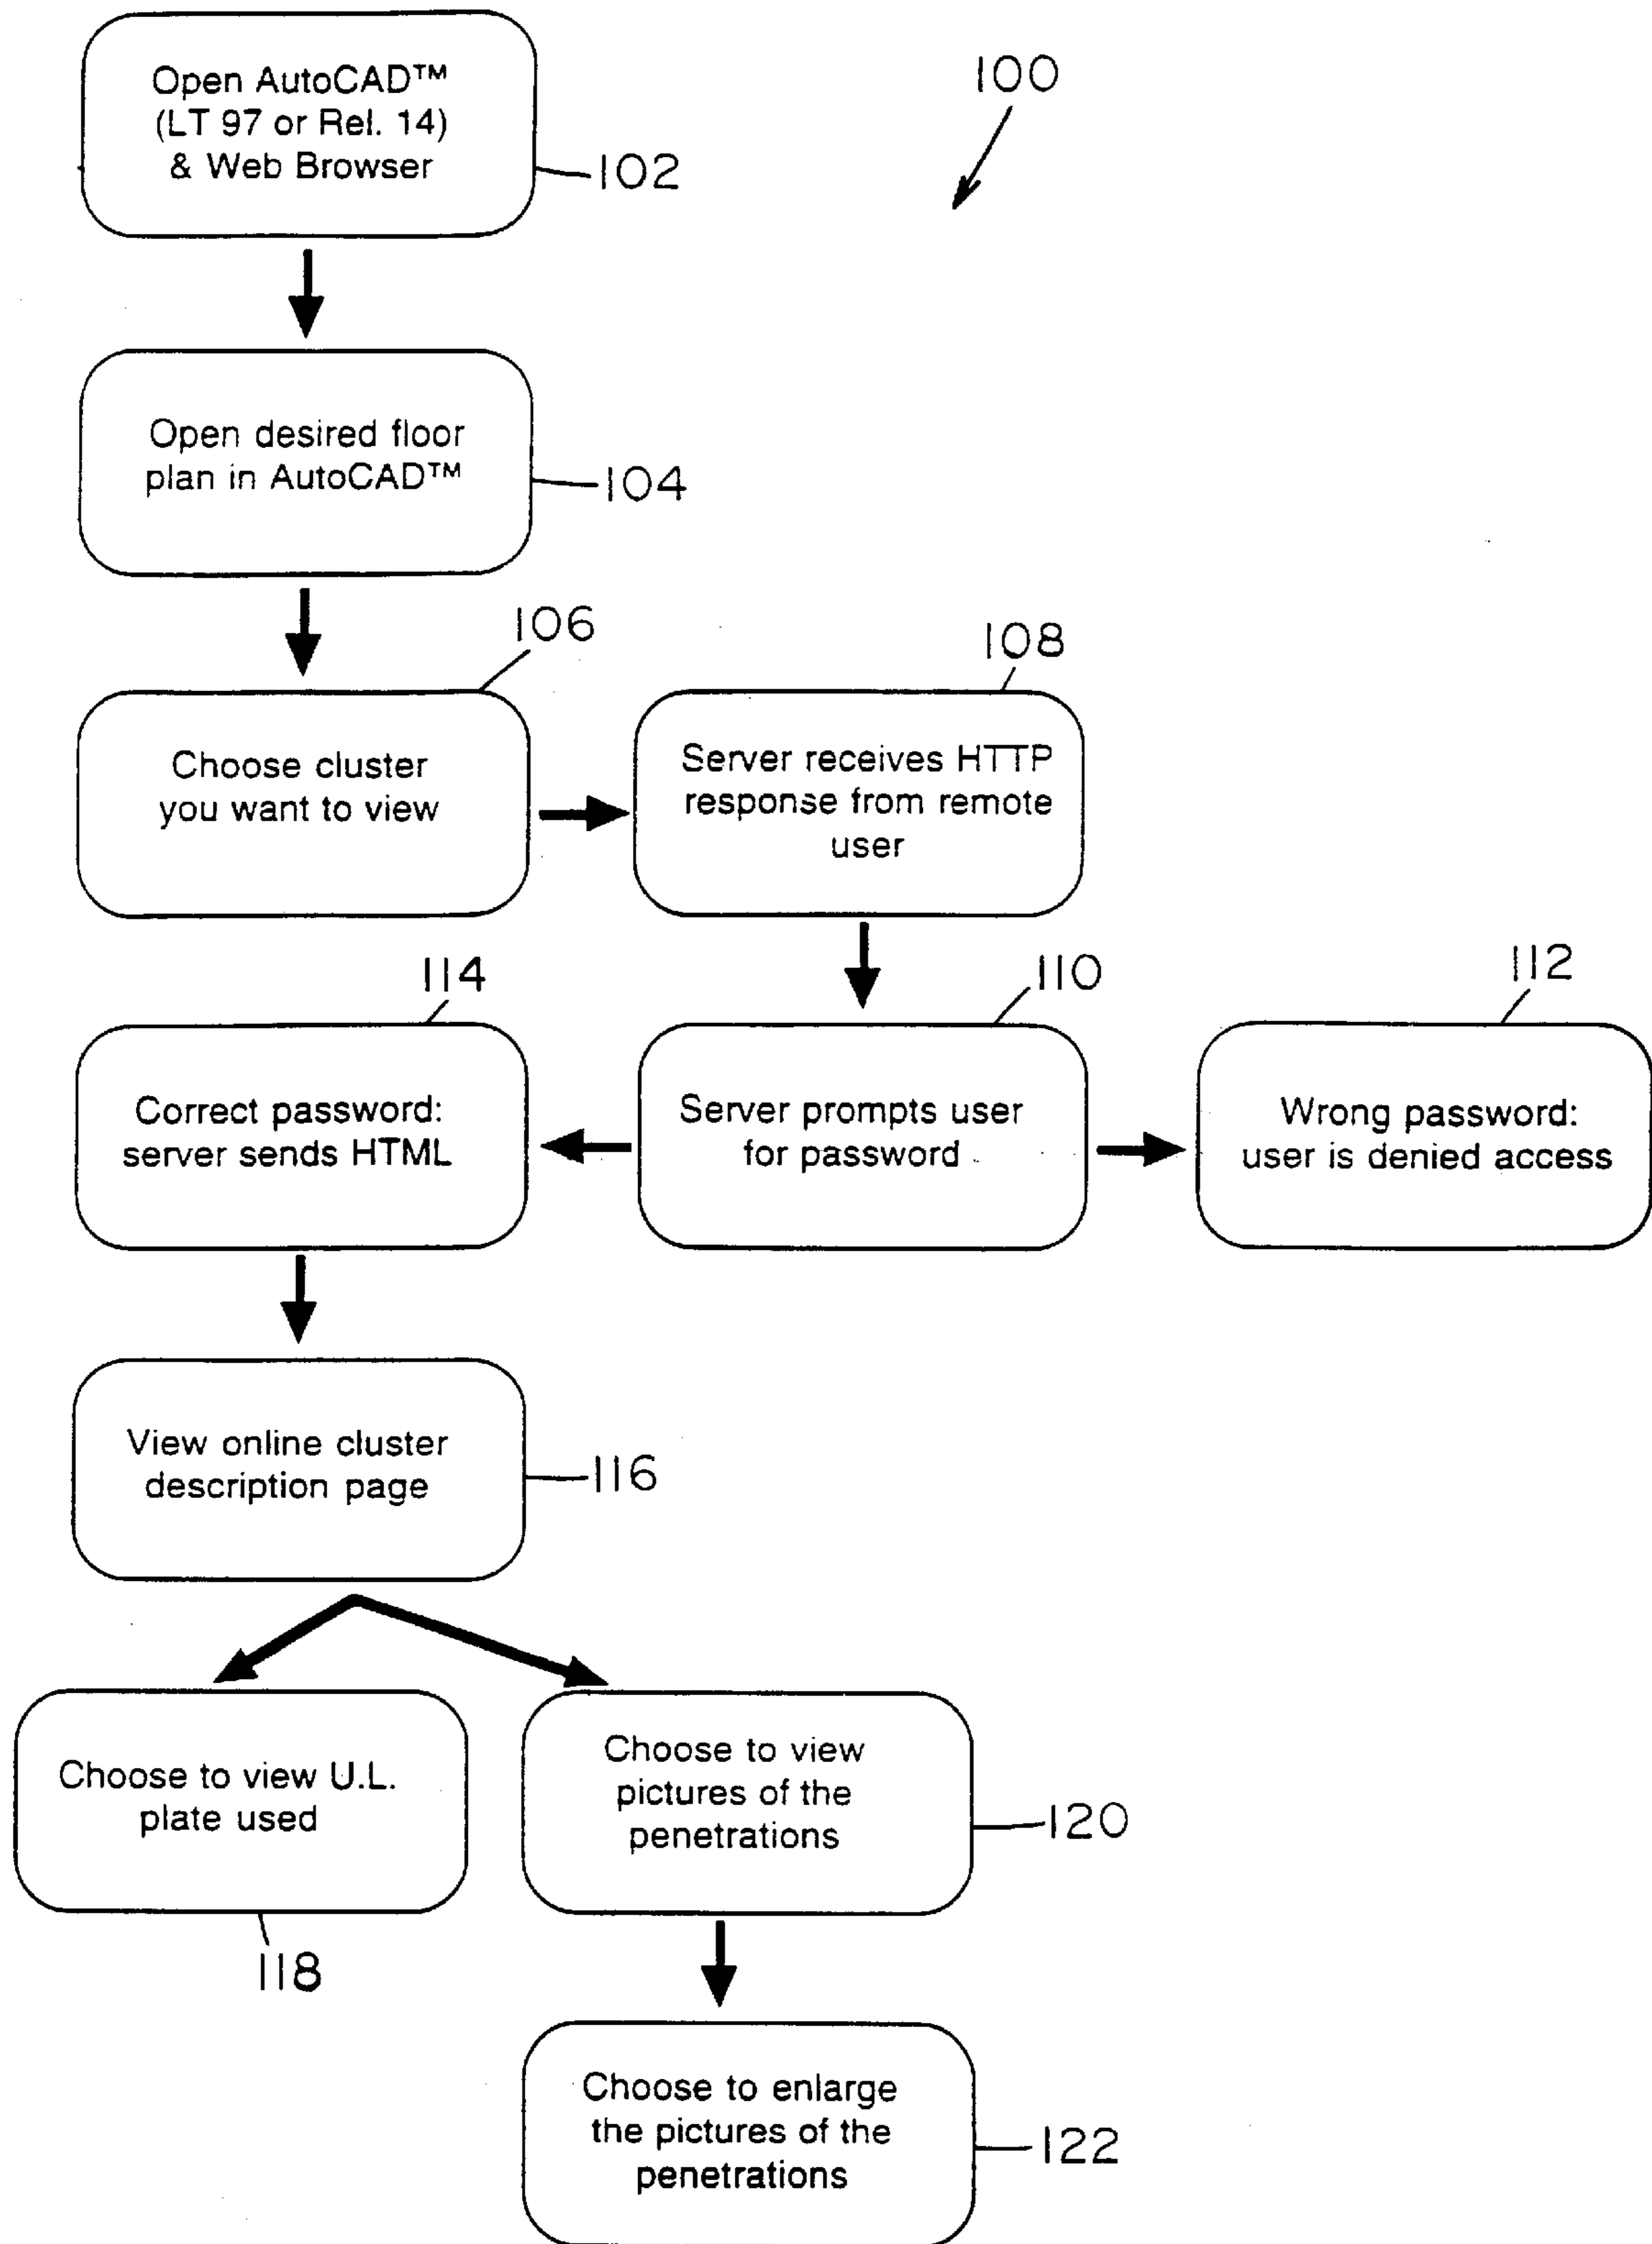 Open AutoCAD™
(LT 97 or Rel. 14)
& Web Browser
102
100
Open desired floor
plan in AutoCAD™
104
106
Choose cluster
you want to view
108
Server receives HTTP
response from remote
user
114
Correct password:
server sends HTML
110
Server prompts user
for password
112
Wrong password:
user is denied access
View online cluster
description page
116
Choose to view U.L.
plate used
118
Choose to view
pictures of the
penetrations
120
Choose to enlarge
the pictures of the
penetrations
122